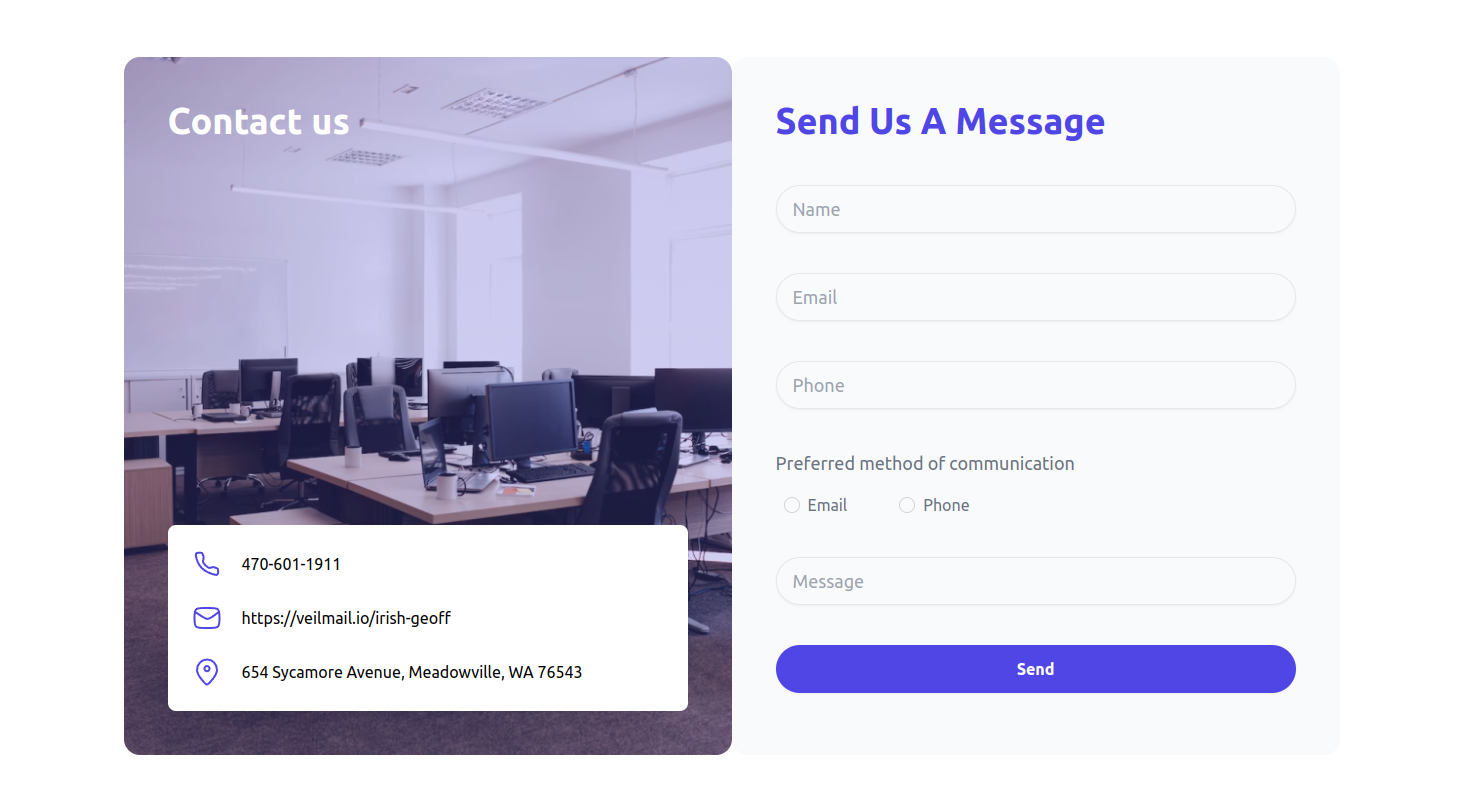 Contact us
470-601-1911
https://veilmail.io/irish-geoff
654 Sycamore Avenue, Meadowville, WA 76543
Send Us A Message
Name
Email
Phone
Preferred method of communication
Email Phone
Message
Send